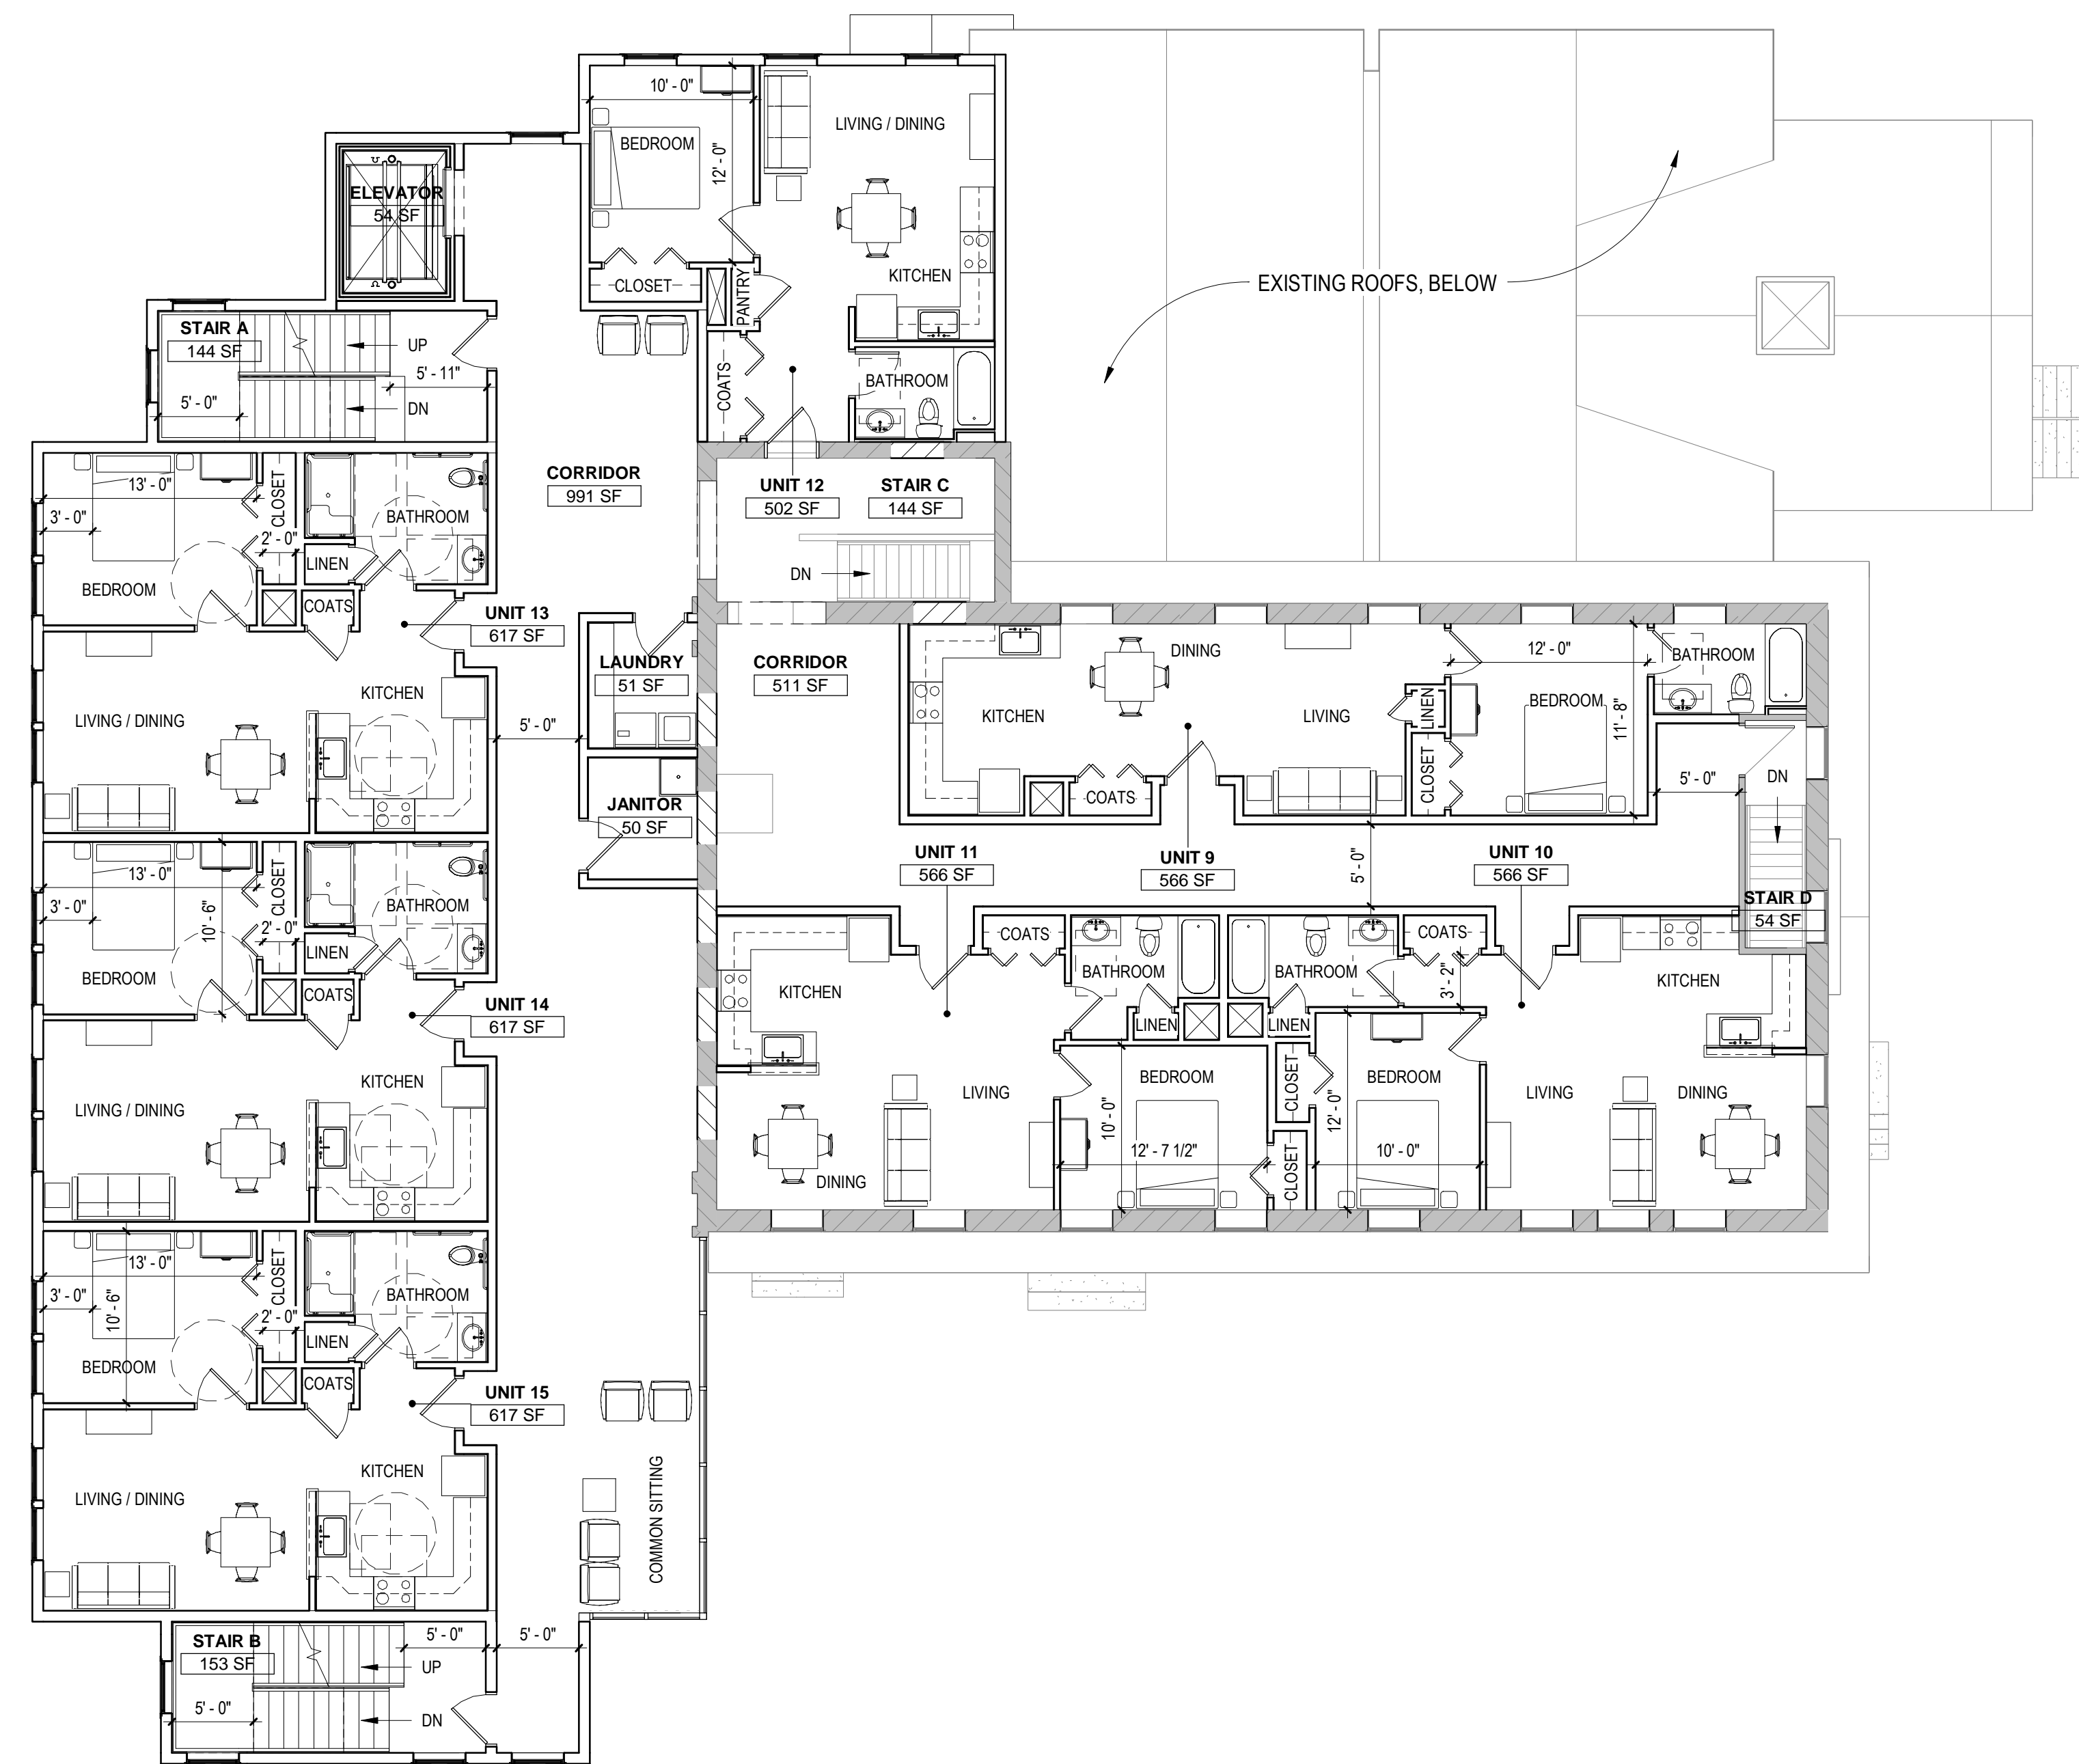 10' - 0"
BEDROOM
12' - 0"
LIVING / DINING
KITCHEN
CLOSET
PANTRY
COATS
BATHROOM
ELEVATOR
54 SF
STAIR A
144 SF
UP
5' - 11"
5' - 0"
DN
EXISTING ROOFS, BELOW
CORRIDOR
991 SF
UNIT 12
502 SF
STAIR C
144 SF
DN
13' - 0"
3' - 0"
CLOSET
2' - 0"
BATHROOM
LINEN
BEDROOM
COATS
UNIT 13
617 SF
KITCHEN
LIVING / DINING
5' - 0"
LAUNDRY
51 SF
JANITOR
50 SF
CORRIDOR
511 SF
DINING
KITCHEN
LIVING
LINEN
CLOSET
COATS
12' - 0"
BEDROOM
11' - 8"
BATHROOM
5' - 0"
DN
STAIR D
54 SF
UNIT 11
566 SF
UNIT 9
566 SF
5' - 0"
UNIT 10
566 SF
13' - 0"
3' - 0"
10' - 6"
CLOSET
2' - 0"
BATHROOM
LINEN
BEDROOM
COATS
UNIT 14
617 SF
KITCHEN
LIVING / DINING
COATS
BATHROOM
BATHROOM
COATS
3' - 2"
KITCHEN
KITCHEN
LINEN
LINEN
LIVING
BEDROOM
CLOSET
BEDROOM
LIVING
DINING
10' - 0"
12' - 7 1/2"
CLOSET
12' - 0"
10' - 0"
DINING
13' - 0"
3' - 0"
10' - 6"
CLOSET
2' - 0"
BATHROOM
LINEN
BEDROOM
COATS
UNIT 15
617 SF
KITCHEN
LIVING / DINING
COMMON SITTING
STAIR B
153 SF
5' - 0"
5' - 0"
UP
5' - 0"
DN